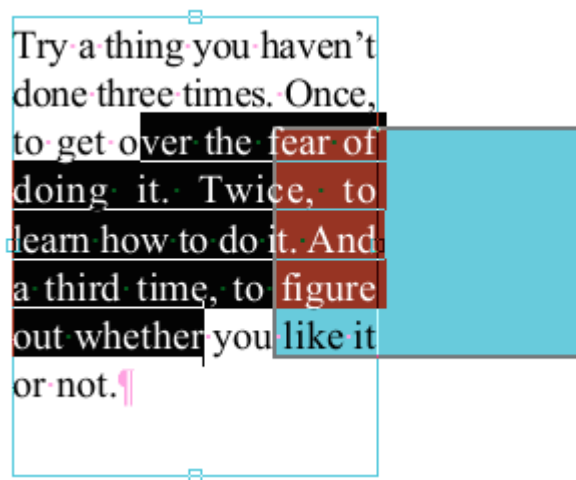 Try a thing you haven’t
done three times. Once,
to get over the fear of
doing it. Twice, to
learn how to do it. And
a third time, to figure
out whether you like it
or not.¶